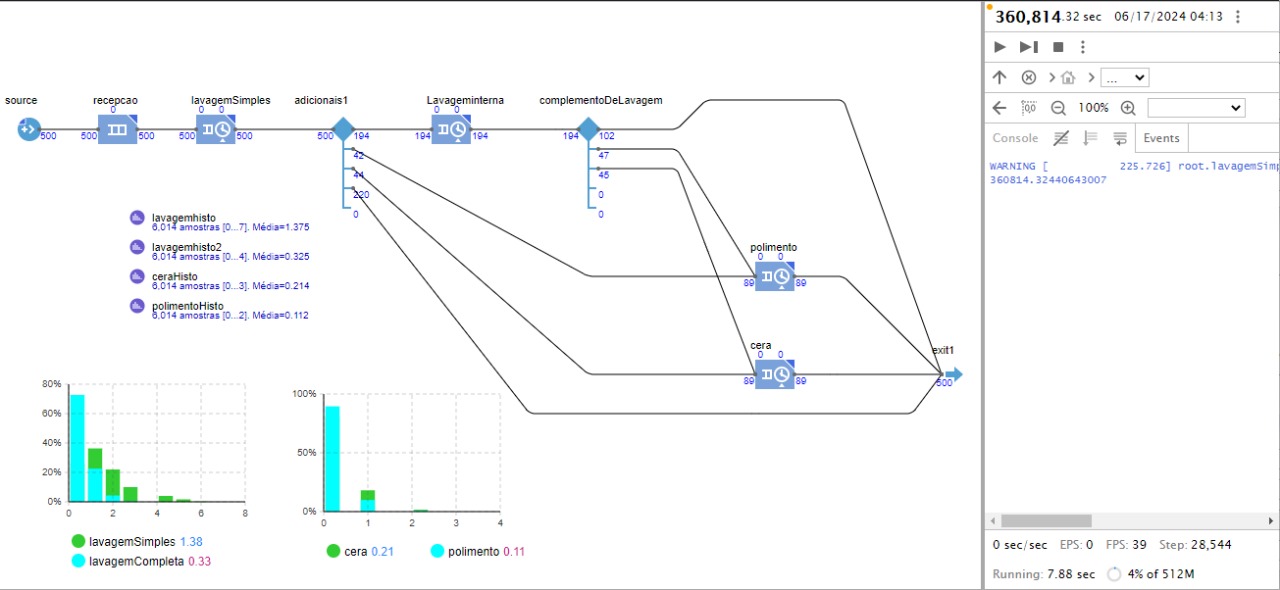 360,814.32 sec 06/17/2024 04:13
...
100%
Console Events
WARNING [ 225.726] root.lavagemSimp
360814.32440643007
source recepcao lavagemSimples adicionais1 Lavageminterna complementoDeLavagem
0 0 0 0 0
500 500 500 500 500 500 194 194 194 194 102
42
44
220
0
47
45
0
0
lavagemhisto
6,014 amostras [0...7]. Média=1.375
lavagemhisto2
6,014 amostras [0...4]. Média=0.325
ceraHisto
6,014 amostras [0...3]. Média=0.214
polimentoHisto
6,014 amostras [0...2]. Média=0.112
polimento
0 0
89 89
cera
0 0
89 89
exit1
500
80%
60%
40%
20%
0%
0 2 4 6 8
lavagemSimples 1.38
lavagemCompleta 0.33
100%
50%
0%
0 1 2 3 4
cera 0.21 polimento 0.11
0 sec/sec EPS: 0 FPS: 39 Step: 28,544
Running: 7.88 sec 4% of 512M